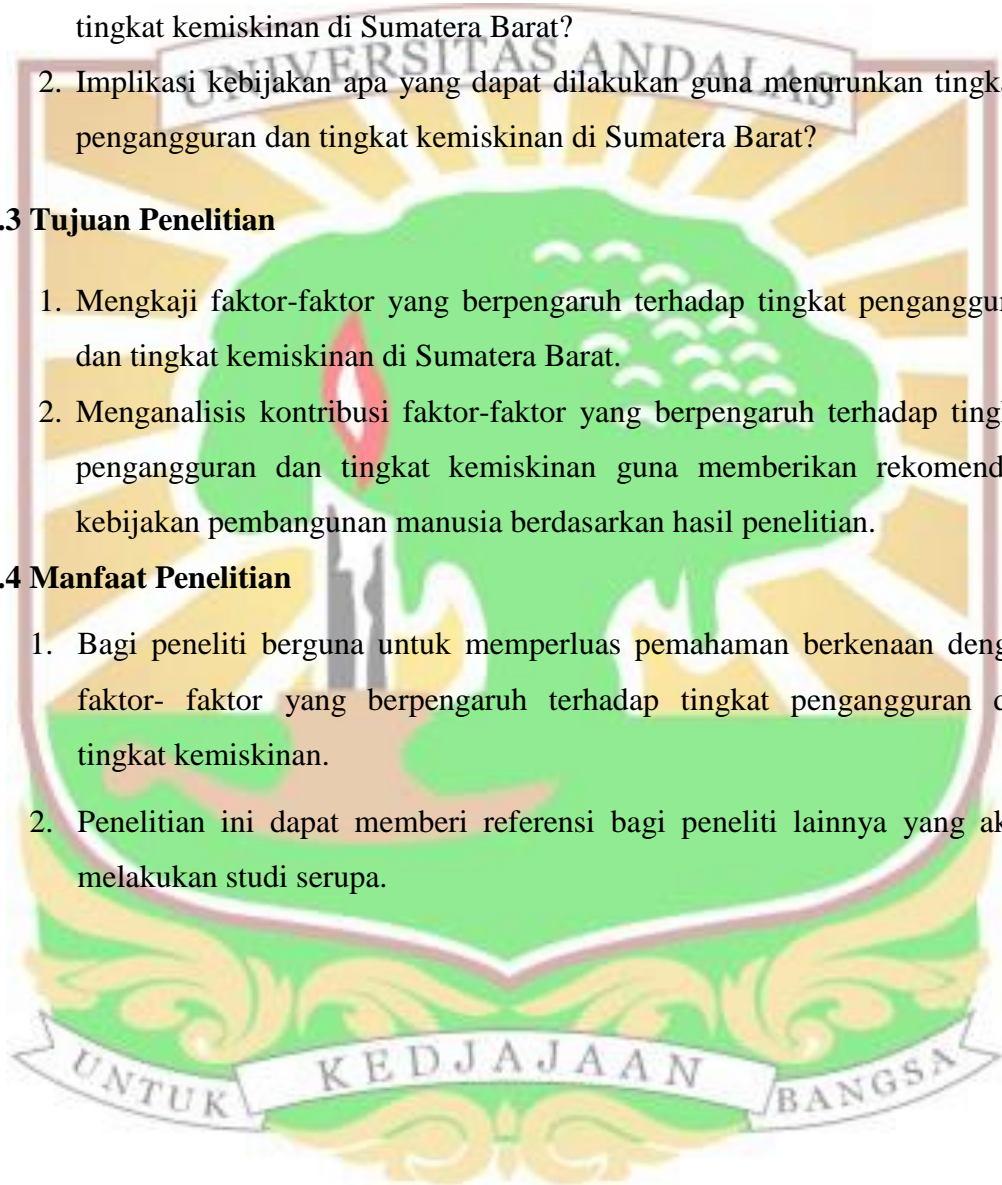 tingkat kemiskinan di Sumatera Barat?
UNIVERSITAS ANDALAS
2. Implikasi kebijakan apa yang dapat dilakukan guna menurunkan tingka
pengangguran dan tingkat kemiskinan di Sumatera Barat?
.3 Tujuan Penelitian
1. Mengkaji faktor-faktor yang berpengaruh terhadap tingkat penganggur
dan tingkat kemiskinan di Sumatera Barat.
2. Menganalisis kontribusi faktor-faktor yang berpengaruh terhadap tingk
pengangguran dan tingkat kemiskinan guna memberikan rekomend
kebijakan pembangunan manusia berdasarkan hasil penelitian.
.4 Manfaat Penelitian
1. Bagi peneliti berguna untuk memperluas pemahaman berkenaan deng
faktor- faktor yang berpengaruh terhadap tingkat pengangguran d
tingkat kemiskinan.
2. Penelitian ini dapat memberi referensi bagi peneliti lainnya yang ak
melakukan studi serupa.
UNTUK KEDJAJAAN BANGSA